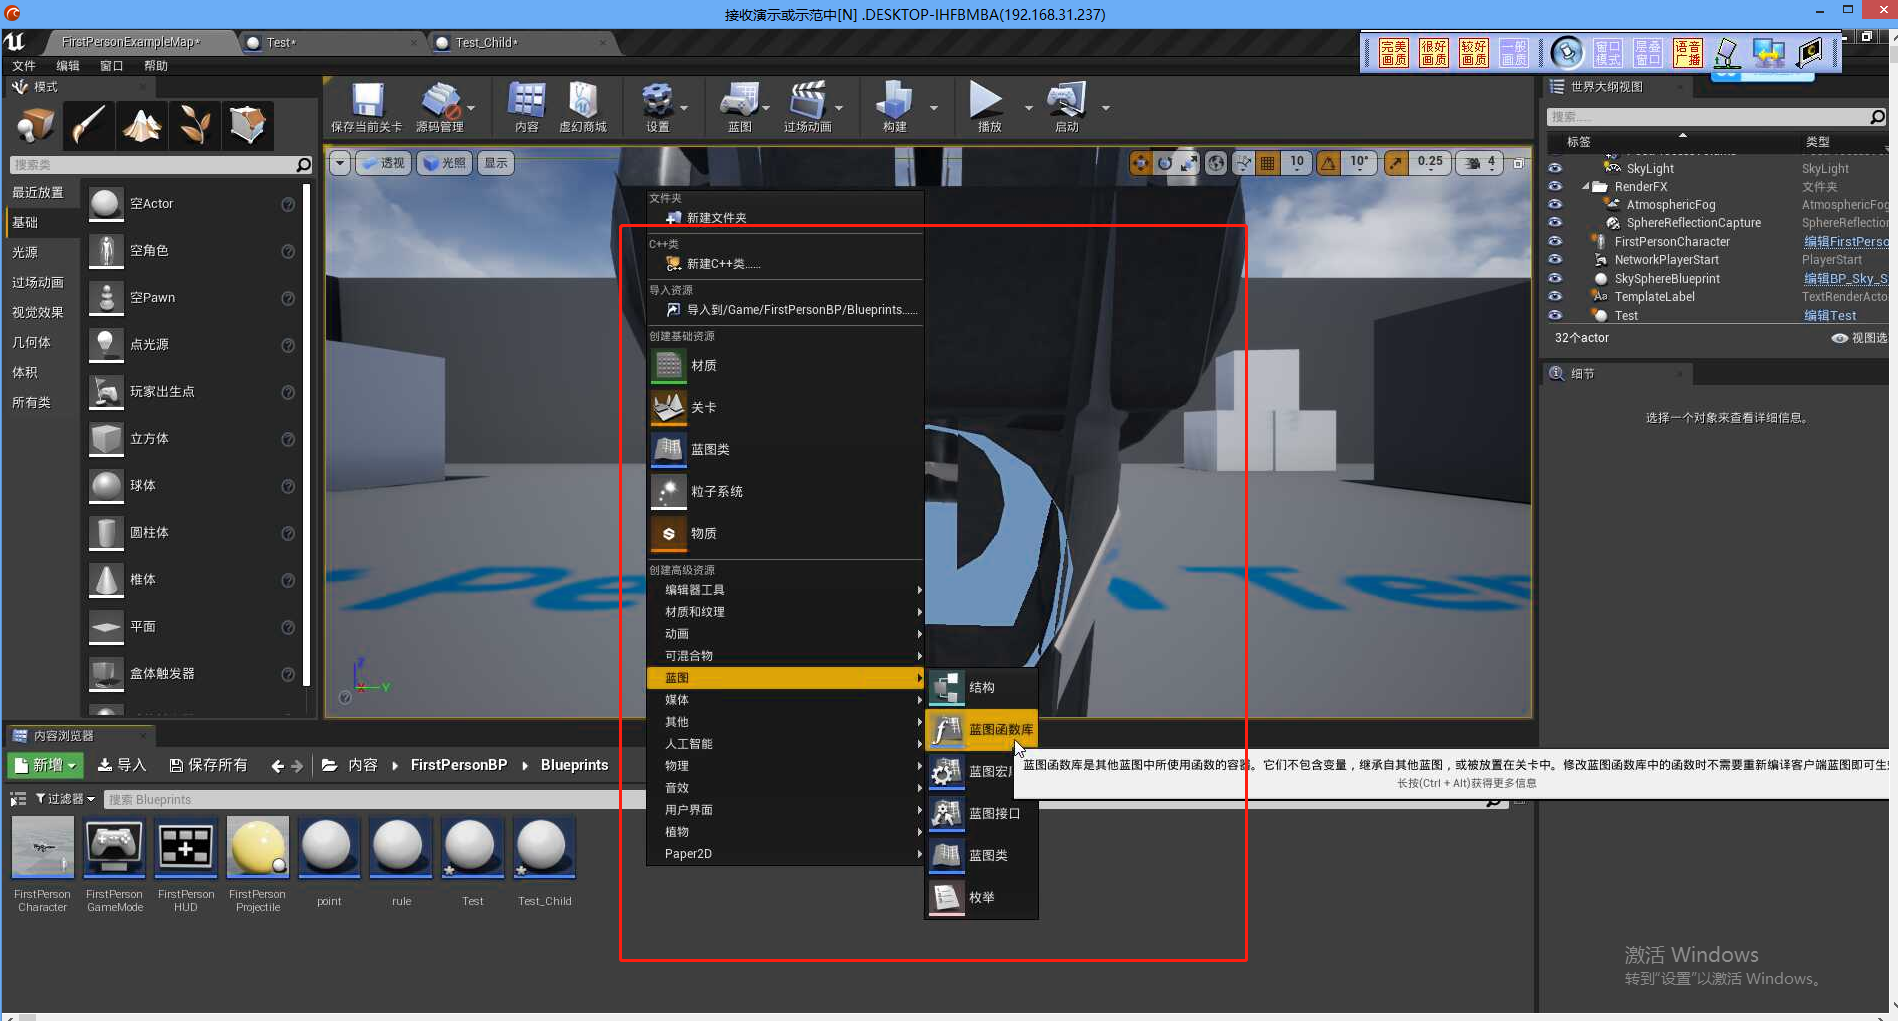 接收演示或示范中[N] .DESKTOP-IHFBMBA(192.168.31.237)
FirstPersonExampleMap*
Test*
Test_Child*
完美画质
很好画质
较好画质
一般画质
窗口模式
层叠窗口
语音广播
文件 编辑 窗口 帮助
模式
搜索类
最近放置
基础
光源
过场动画
视觉效果
几何体
体积
所有类
空Actor
空角色
空Pawn
点光源
玩家出生点
立方体
球体
圆柱体
椎体
平面
盒体触发器
保存当前关卡
源码管理
内容
虚幻商城
设置
蓝图
过场动画
构建
播放
启动
透视
光照
显示
10
10°
0.25
4
文件夹
新建文件夹
C++类
新建C++类......
导入资源
导入到/Game/FirstPersonBP/Blueprints......
创建基础资源
材质
关卡
蓝图类
粒子系统
物质
创建高级资源
编辑器工具
材质和纹理
动画
可混合物
蓝图
媒体
其他
人工智能
物理
音效
用户界面
植物
Paper2D
结构
蓝图函数库
蓝图宏
蓝图接口
蓝图类
枚举
蓝图函数库是其他蓝图中所使用函数的容器。它们不包含变量，继承自其他蓝图，或被放置在关卡中。修改蓝图函数库中的函数时不需要重新编译客户端蓝图即可生
长按(Ctrl + Alt)获得更多信息
世界大纲视图
搜索......
标签 类型
SkyLight SkyLight
RenderFX 文件夹
AtmosphericFog AtmosphericFog
SphereReflectionCapture SphereReflection
FirstPersonCharacter 编辑FirstPerso
NetworkPlayerStart PlayerStart
SkySphereBlueprint 编辑BP_Sky_S
TemplateLabel TextRenderActo
Test 编辑Test
32个actor
视图选
细节
选择一个对象来查看详细信息。
内容浏览器
新增 导入 保存所有 内容 FirstPersonBP Blueprints
过滤器 搜索 Blueprints
FirstPerson Character
FirstPerson GameMode
FirstPerson HUD
FirstPerson Projectile
point
rule
Test
Test_Child
激活 Windows
转到"设置"以激活 Windows。